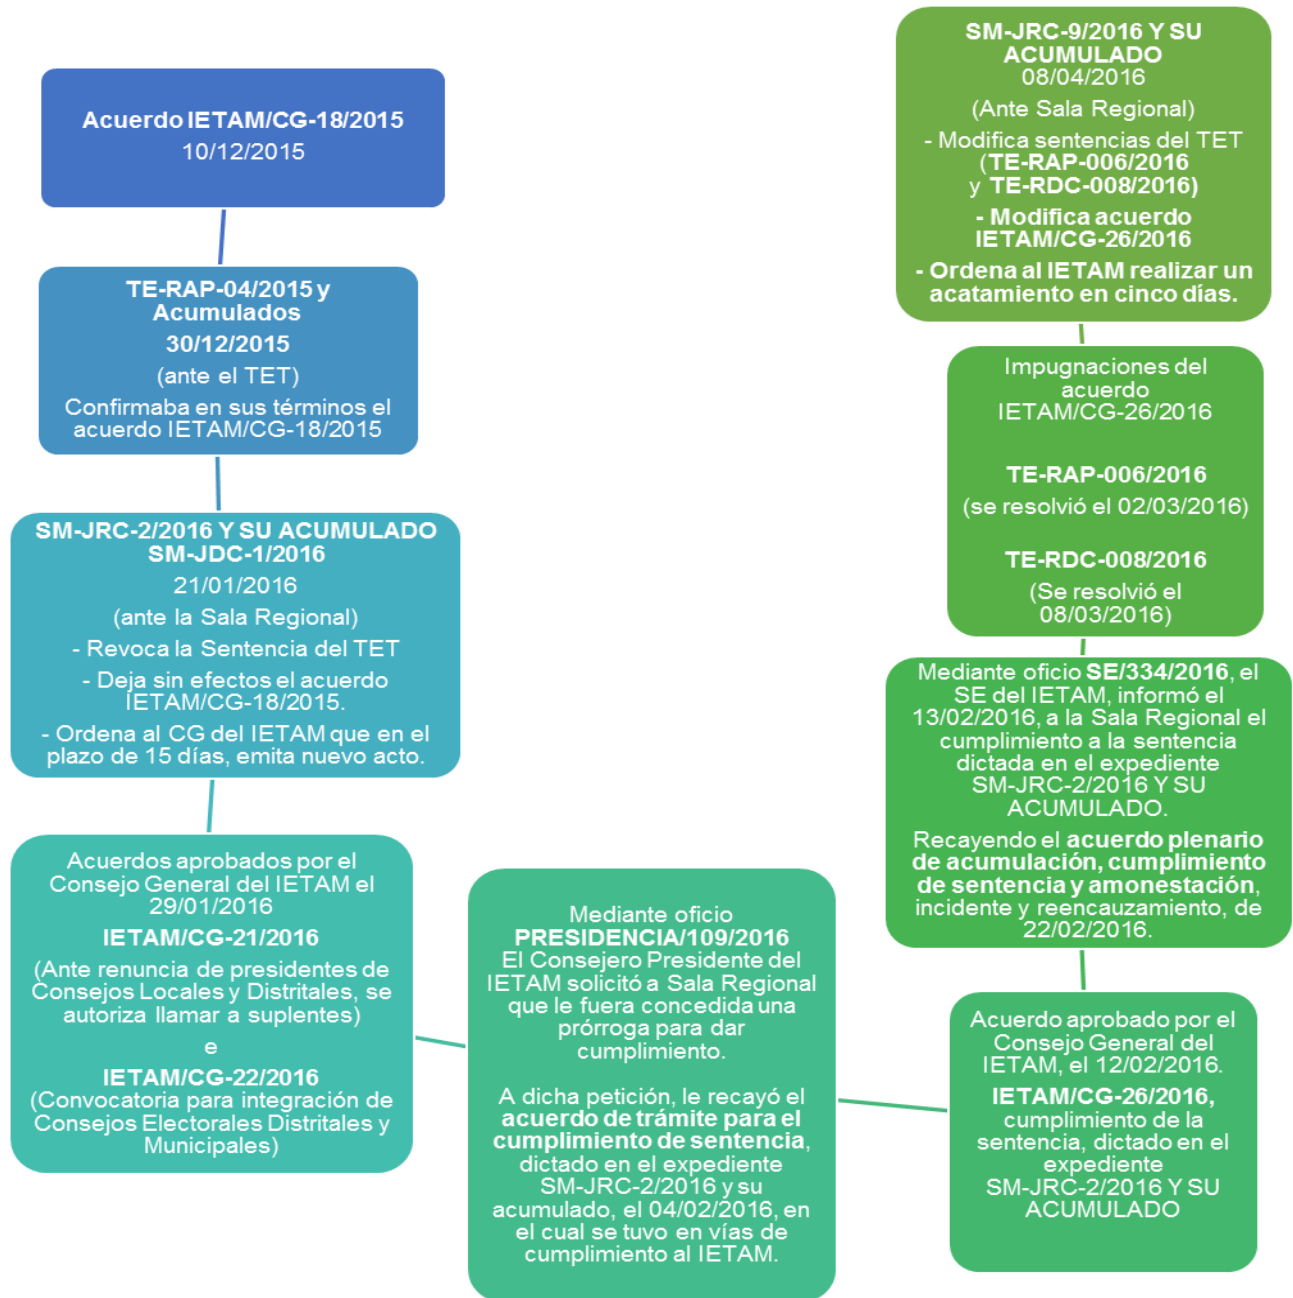 Acuerdo IETAM/CG-18/2015
10/12/2015
TE-RAP-04/2015 y
Acumulados
30/12/2015
(ante el TET)
Confirmaba en sus términos el
acuerdo IETAM/CG-18/2015
SM-JRC-2/2016 Y SU ACUMULADO
SM-JDC-1/2016
21/01/2016
(ante la Sala Regional)
- Revoca la Sentencia del TET
- Deja sin efectos el acuerdo
IETAM/CG-18/2015.
- Ordena al CG del IETAM que en el
plazo de 15 días, emita nuevo acto.
Acuerdos aprobados por el
Consejo General del IETAM el
29/01/2016
IETAM/CG-21/2016
(Ante renuncia de presidentes de
Consejos Locales y Distritales, se
autoriza llamar a suplentes)
e
IETAM/CG-22/2016
(Convocatoria para integración de
Consejos Electorales Distritales y
Municipales)
Mediante oficio
PRESIDENCIA/109/2016
El Consejero Presidente del
IETAM solicitó a Sala Regional
que le fuera concedida una
prórroga para dar
cumplimiento.
A dicha petición, le recayó el
acuerdo de trámite para el
cumplimiento de sentencia,
dictado en el expediente
SM-JRC-2/2016 y su
acumulado, el 04/02/2016, en
el cual se tuvo en vías de
cumplimiento al IETAM.
Acuerdo aprobado por el
Consejo General del
IETAM, el 12/02/2016.
IETAM/CG-26/2016,
cumplimiento de la
sentencia, dictado en el
expediente
SM-JRC-2/2016 Y SU
ACUMULADO
Mediante oficio SE/334/2016, el
SE del IETAM, informó el
13/02/2016, a la Sala Regional el
cumplimiento a la sentencia
dictada en el expediente
SM-JRC-2/2016 Y SU
ACUMULADO.
Recayendo el acuerdo plenario
de acumulación, cumplimiento
de sentencia y amonestación,
incidente y reencauzamiento, de
22/02/2016.
Impugnaciones del
acuerdo
IETAM/CG-26/2016
TE-RAP-006/2016
(se resolvió el 02/03/2016)
TE-RDC-008/2016
(Se resolvió el
08/03/2016)
SM-JRC-9/2016 Y SU
ACUMULADO
08/04/2016
(Ante Sala Regional)
- Modifica sentencias del TET
(TE-RAP-006/2016
y TE-RDC-008/2016)
- Modifica acuerdo
IETAM/CG-26/2016
- Ordena al IETAM realizar un
acatamiento en cinco días.